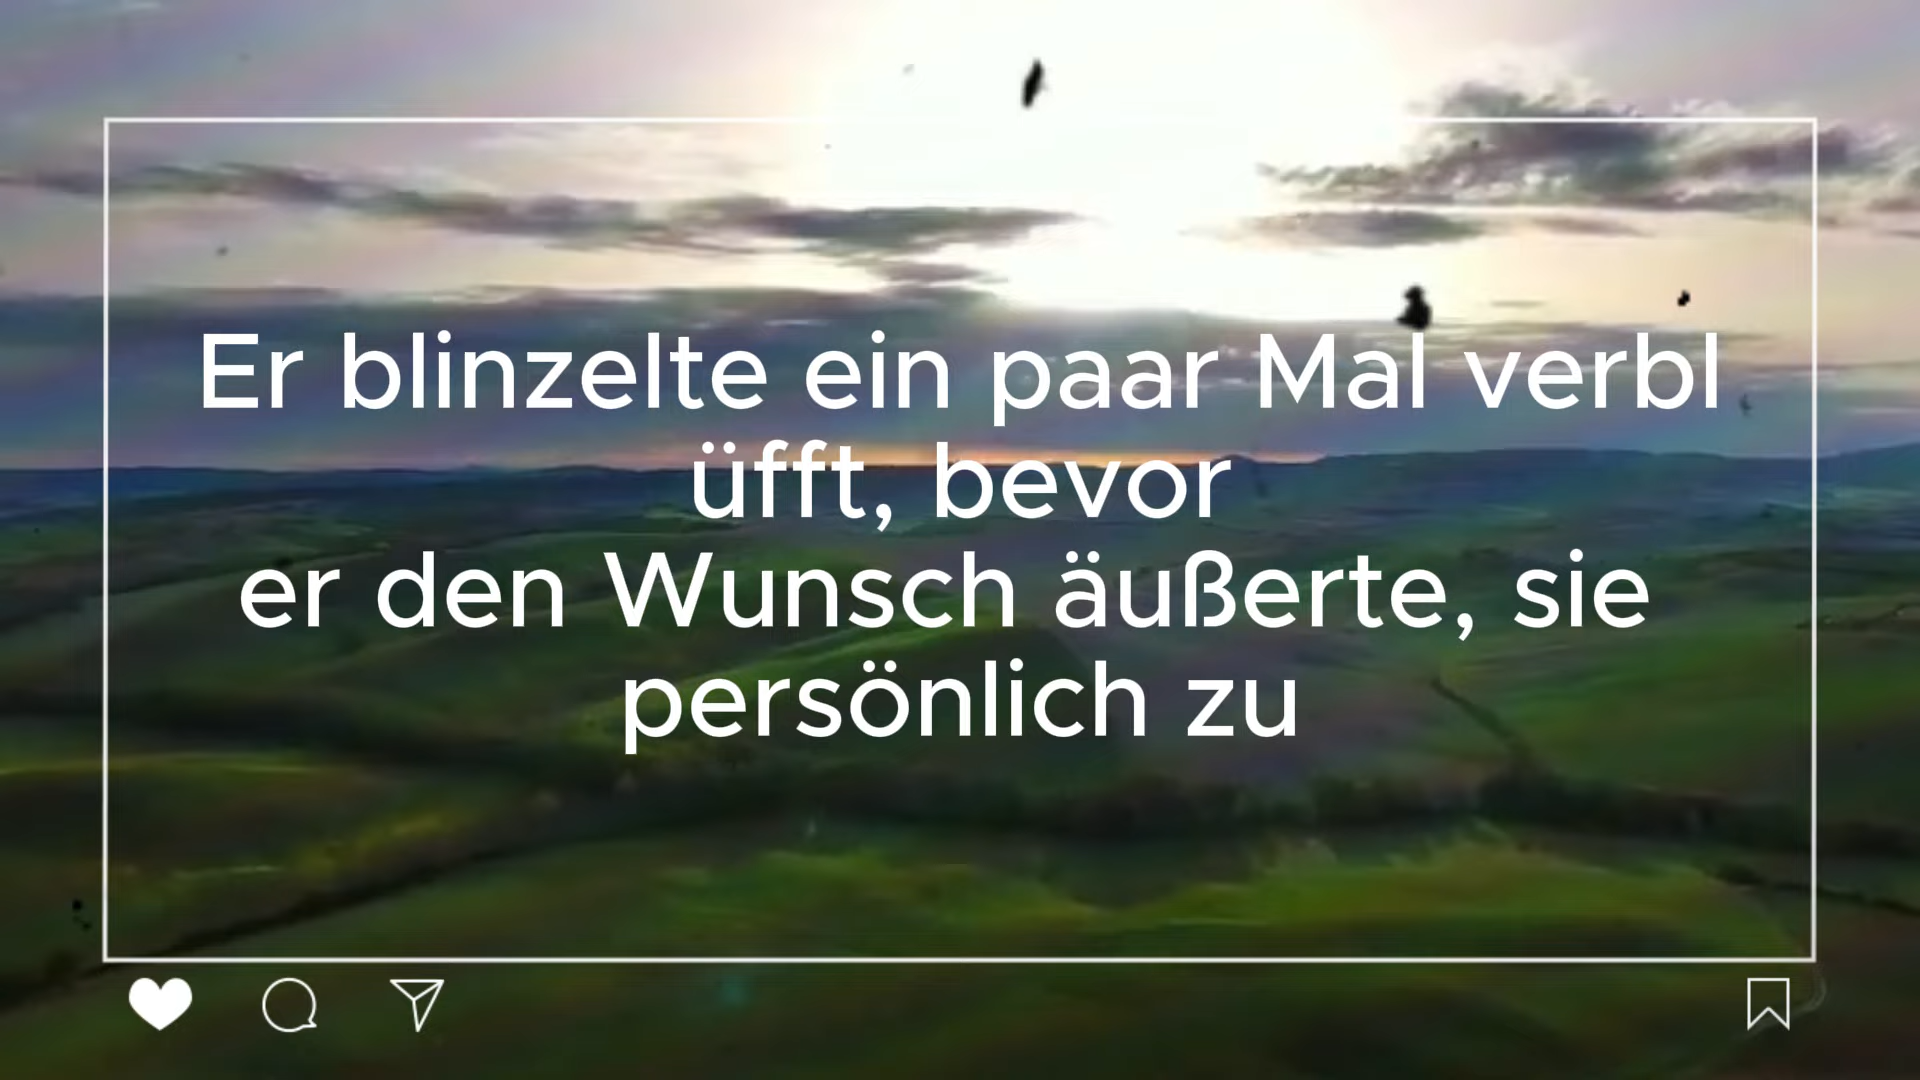 Er blinzelte ein paar Mal verbl
üfft, bevor
er den Wunsch äußerte, sie
persönlich zu